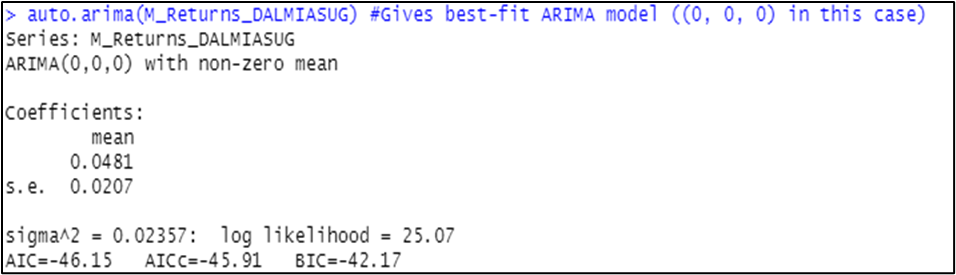 > auto.arima(M_Returns_DALMIASUG) #Gives best-fit ARIMA model ((0, 0, 0) in this case)
Series: M_Returns_DALMIASUG
ARIMA(0,0,0) with non-zero mean
Coefficients:
mean
0.0481
s.e. 0.0207
sigma^2 = 0.02357: log likelihood = 25.07
AIC=-46.15 AICc=-45.91 BIC=-42.17